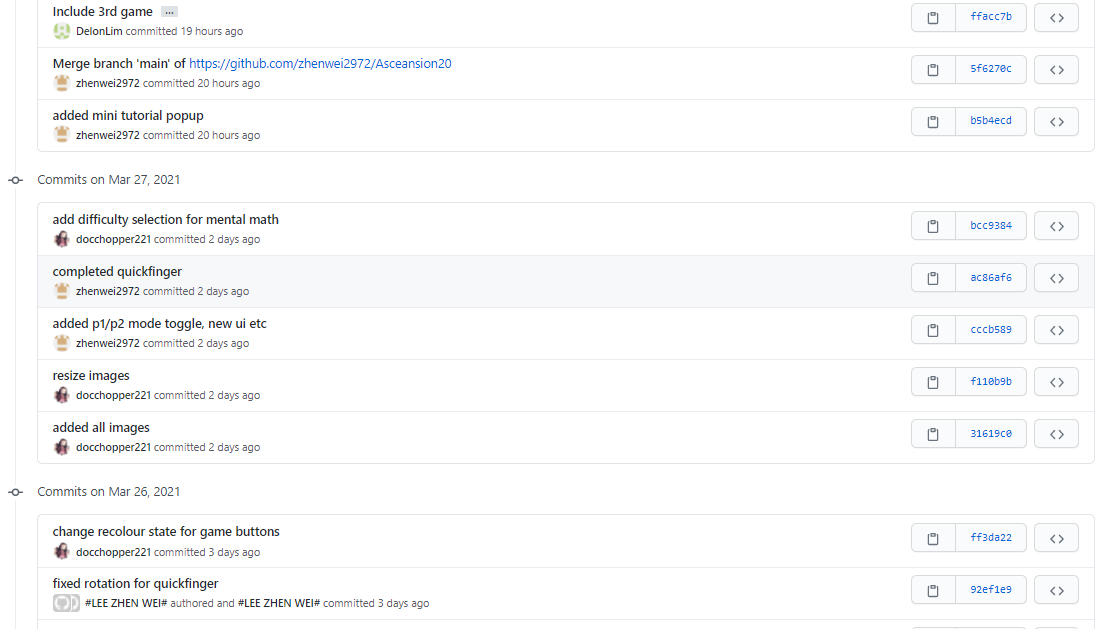 Include 3rd game …
DelonLim committed 19 hours ago
ffacc7b
Merge branch 'main' of https://github.com/zhenwei2972/Asceansion20
zhenwei2972 committed 20 hours ago
5f6270c
added mini tutorial popup
zhenwei2972 committed 20 hours ago
b5b4ecd
Commits on Mar 27, 2021
add difficulty selection for mental math
docchopper221 committed 2 days ago
bcc9384
completed quickfinger
zhenwei2972 committed 2 days ago
ac86af6
added p1/p2 mode toggle, new ui etc
zhenwei2972 committed 2 days ago
cccb589
resize images
docchopper221 committed 2 days ago
f110b9b
added all images
docchopper221 committed 2 days ago
31619c0
Commits on Mar 26, 2021
change recolour state for game buttons
docchopper221 committed 3 days ago
ff3da22
fixed rotation for quickfinger
#LEE ZHEN WEI# authored and #LEE ZHEN WEI# committed 3 days ago
92ef1e9